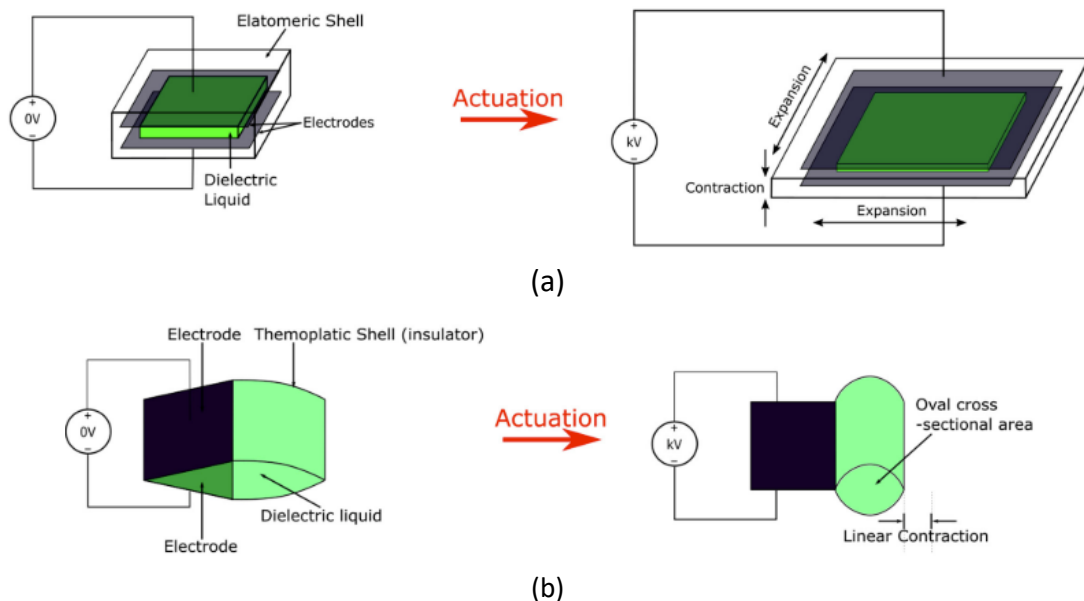 Elatomeric Shell
+
0V
−
Electrodes
Dielectric
Liquid
Actuation
+
kV
−
Expansion
Contraction
Expansion
(a)
Electrode
Themoplatic Shell (insulator)
+
0V
−
Dielectric liquid
Electrode
Actuation
+
kV
−
Oval cross
-sectional area
Linear Contraction
(b)